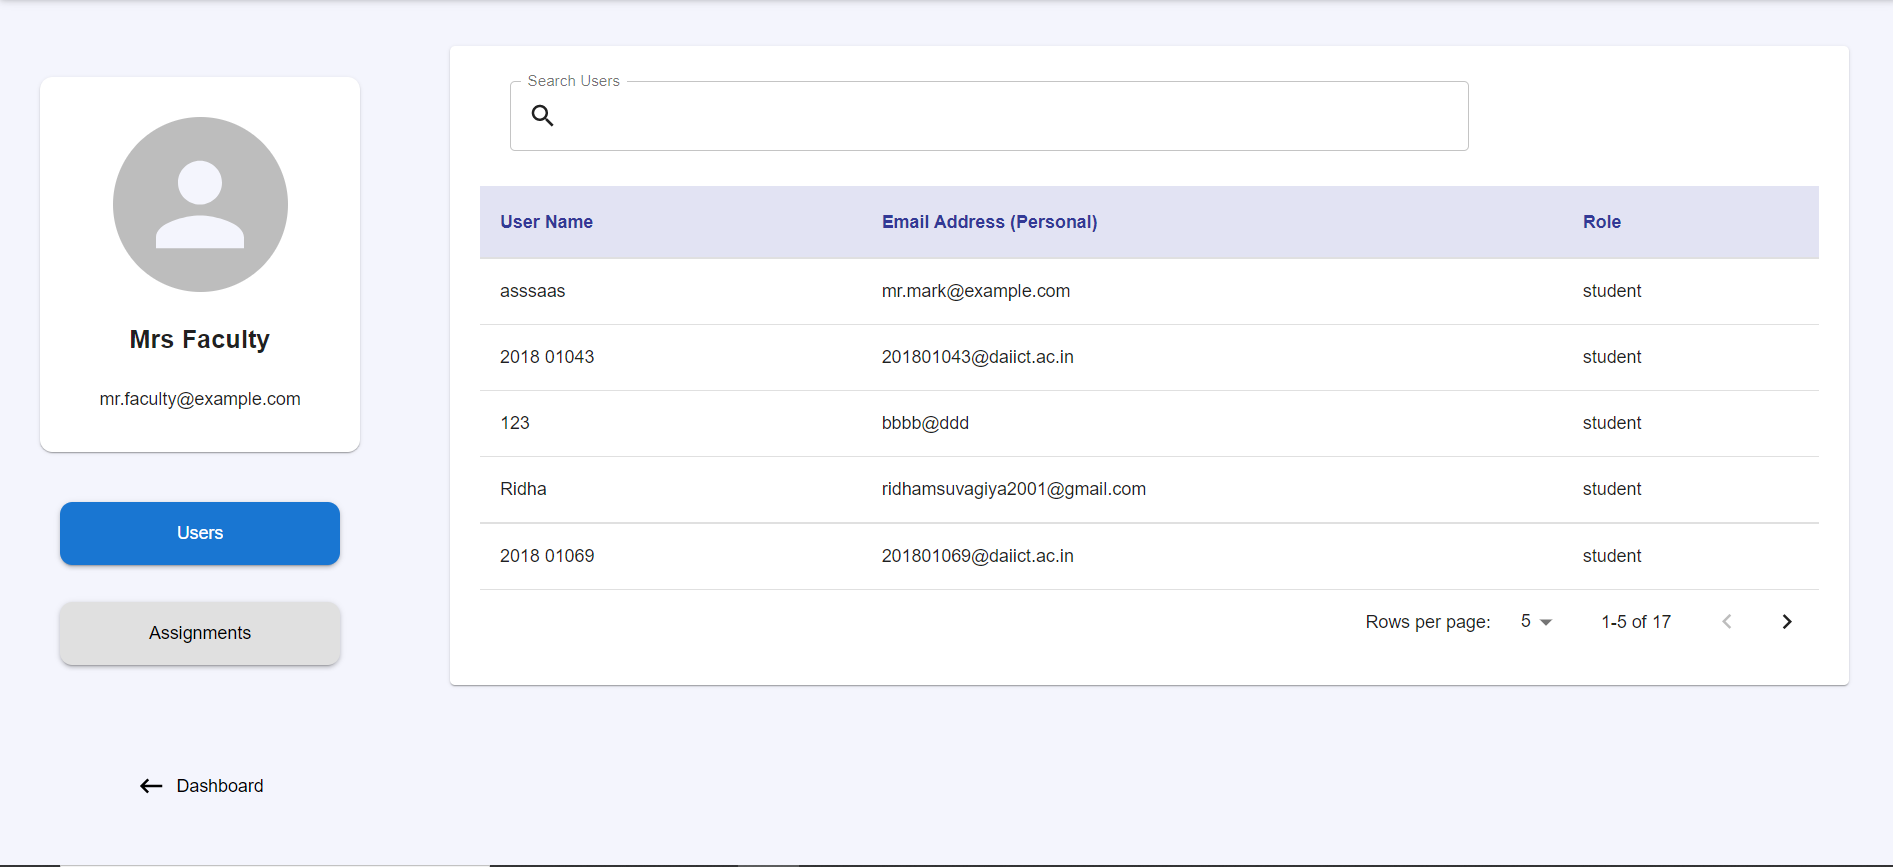 Mrs Faculty
mr.faculty@example.com
Users
Assignments
Dashboard
Search Users
User Name Email Address (Personal) Role
asssaas mr.mark@example.com student
2018 01043 201801043@daiict.ac.in student
123 bbbb@ddd student
Ridha ridhamsuvagiya2001@gmail.com student
2018 01069 201801069@daiict.ac.in student
Rows per page: 5 1-5 of 17